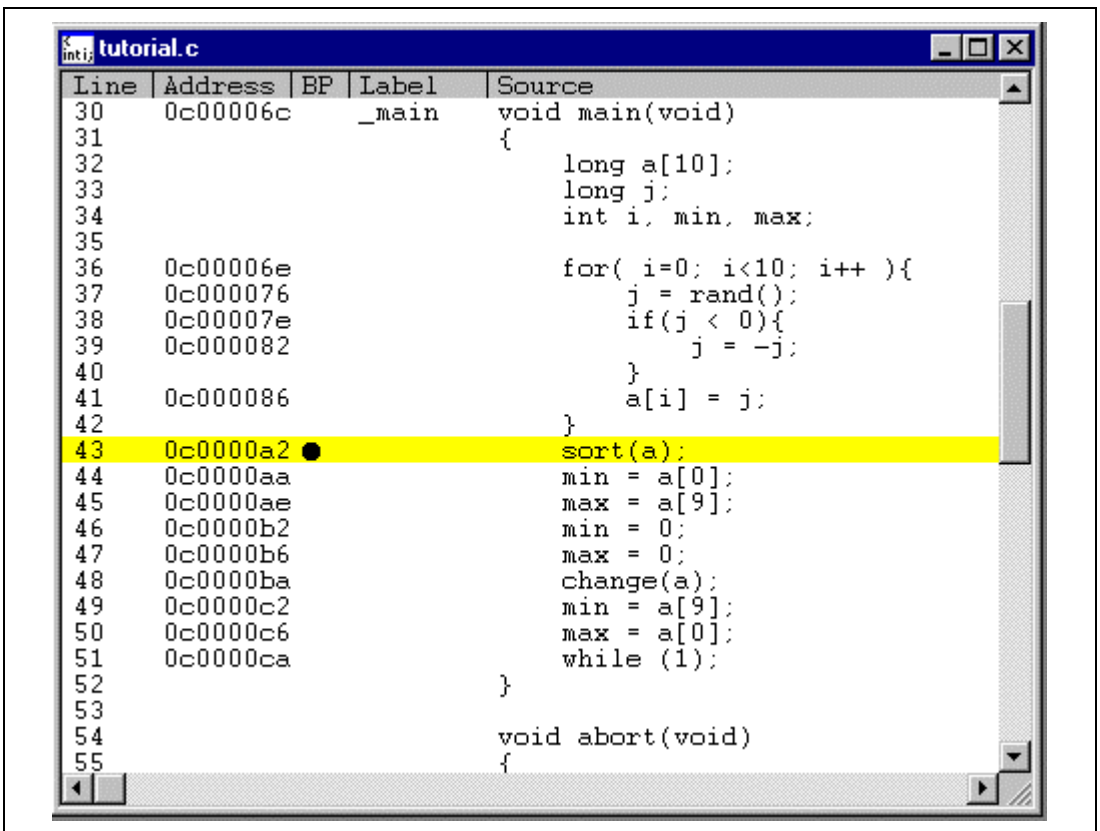 int i; tutorial.c
Line Address BP Label Source
30 0c00006c _main void main(void)
31 {
32 long a[10];
33 long j;
34 int i, min, max;
35
36 0c00006e for( i=0; i<10; i++ ){
37 0c000076 j = rand();
38 0c00007e if(j < 0){
39 0c000082 j = -j;
40 }
41 0c000086 a[i] = j;
42 }
43 0c0000a2 ● sort(a);
44 0c0000aa min = a[0];
45 0c0000ae max = a[9];
46 0c0000b2 min = 0;
47 0c0000b6 max = 0;
48 0c0000ba change(a);
49 0c0000c2 min = a[9];
50 0c0000c6 max = a[0];
51 0c0000ca while (1);
52 }
53
54 void abort(void)
55 {